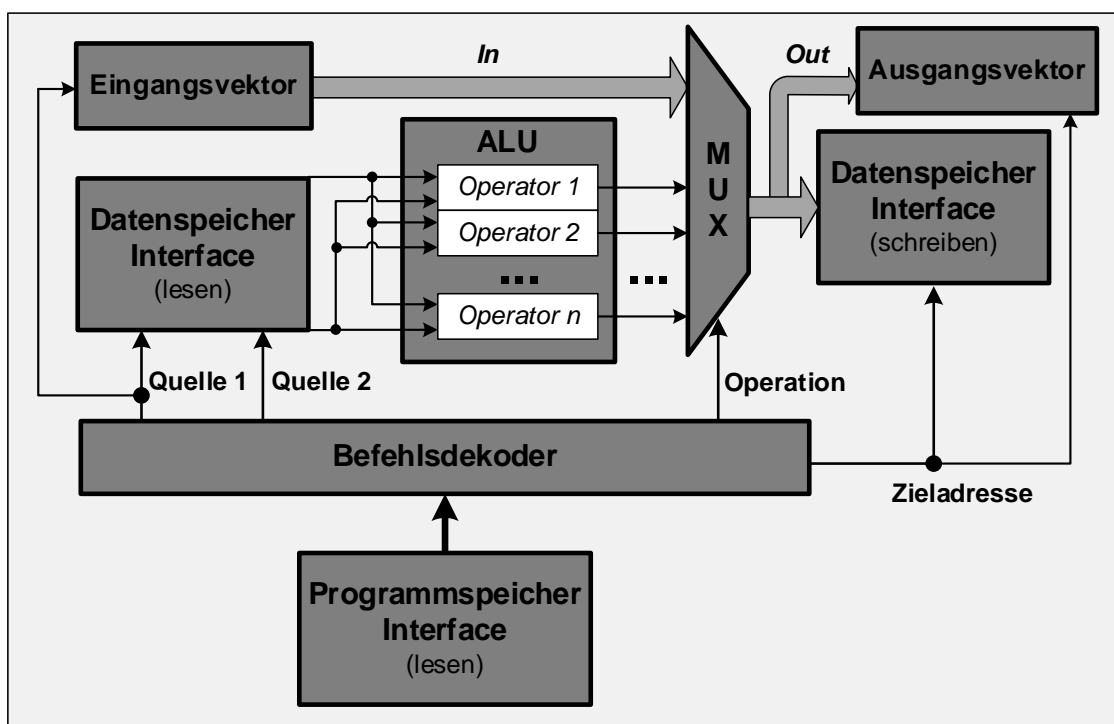 In
Out
Eingangsvektor
Ausgangsvektor
ALU
MUX
Operator 1
Operator 2
...
...
Operator n
Datenspeicher
Interface
(lesen)
Datenspeicher
Interface
(schreiben)
Quelle 1
Quelle 2
Operation
Befehlsdekoder
Zieladresse
Programmspeicher
Interface
(lesen)